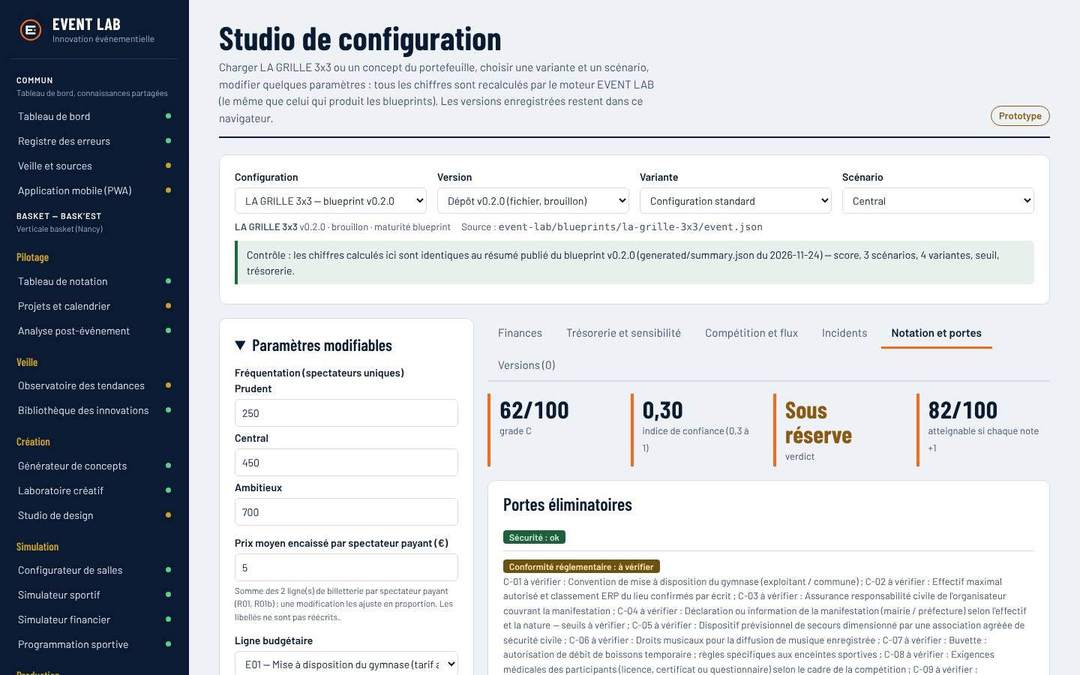 EVENT LAB
Innovation événementielle
COMMUN
Tableau de bord, connaissances partagées
Tableau de bord
Registre des erreurs
Veille et sources
Application mobile (PWA)
BASKET — BASK'EST
Verticale basket (Nancy)
Pilotage
Tableau de notation
Projets et calendrier
Analyse post-événement
Veille
Observatoire des tendances
Bibliothèque des innovations
Création
Générateur de concepts
Laboratoire créatif
Studio de design
Simulation
Configurateur de salles
Simulateur sportif
Simulateur financier
Programmation sportive
Studio de configuration
Charger LA GRILLE 3x3 ou un concept du portefeuille, choisir une variante et un scénario,
modifier quelques paramètres : tous les chiffres sont recalculés par le moteur EVENT LAB
(le même que celui qui produit les blueprints). Les versions enregistrées restent dans ce
navigateur.
Prototype
Configuration
LA GRILLE 3x3 — blueprint v0.2.0
Version
Dépôt v0.2.0 (fichier, brouillon)
Variante
Configuration standard
Scénario
Central
LA GRILLE 3x3 v0.2.0 · brouillon · maturité blueprint Source : event-lab/blueprints/la-grille-3x3/event.json
Contrôle : les chiffres calculés ici sont identiques au résumé publié du blueprint v0.2.0 (generated/summary.json du 2026-11-24) — score, 3 scénarios, 4 variantes, seuil,
trésorerie.
▼ Paramètres modifiables
Fréquentation (spectateurs uniques)
Prudent
250
Central
450
Ambitieux
700
Prix moyen encaissé par spectateur payant (€)
5
Somme des 2 ligne(s) de billetterie par spectateur payant
(R01, R01b) ; une modification les ajuste en proportion. Les
libellés ne sont pas réécrits.
Ligne budgétaire
E01 — Mise à disposition du gymnase (tarif a
Finances
Trésorerie et sensibilité
Compétition et flux
Incidents
Notation et portes
Versions (0)
62/100
grade C
0,30
indice de confiance (0,3 à
1)
Sous
réserve
verdict
82/100
atteignable si chaque note
+1
Portes éliminatoires
Sécurité : ok
Conformité réglementaire : à vérifier
C-01 à vérifier : Convention de mise à disposition du gymnase (exploitant / commune) ; C-02 à vérifier : Effectif maximal
autorisé et classement ERP du lieu confirmés par écrit ; C-03 à vérifier : Assurance responsabilité civile de l'organisateur
couvrant la manifestation ; C-04 à vérifier : Déclaration ou information de la manifestation (mairie / préfecture) selon l'effectif
et la nature — seuils à vérifier ; C-05 à vérifier : Dispositif prévisionnel de secours dimensionné par une association agréée de
sécurité civile ; C-06 à vérifier : Droits musicaux pour la diffusion de musique enregistrée ; C-07 à vérifier : Buvette :
autorisation de débit de boissons temporaire ; règles spécifiques aux enceintes sportives ; C-08 à vérifier : Exigences
médicales des participants (licence, certificat ou questionnaire) selon le cadre de la compétition ; C-09 à vérifier :